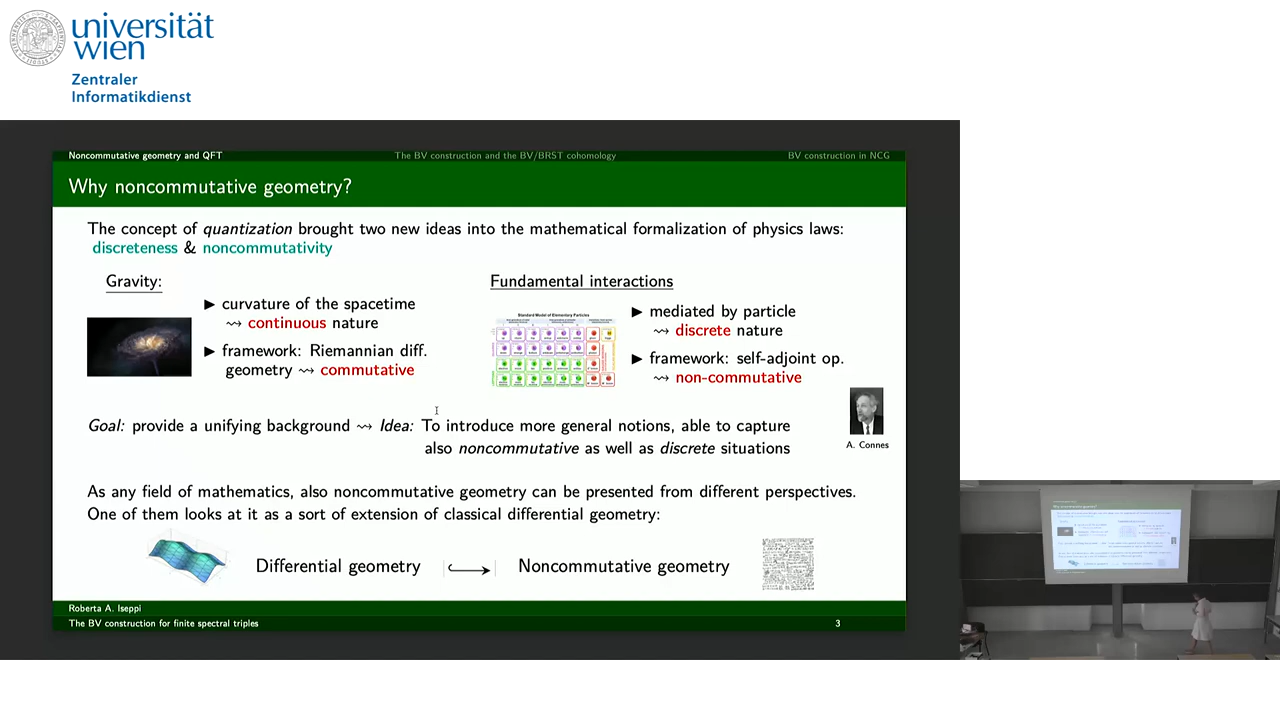 universität
wien
Zentraler
Informatikdienst
Noncommutative geometry and QFT
The BV construction and the BV/BRST cohomology
BV construction in NCG
Why noncommutative geometry?
The concept of quantization brought two new ideas into the mathematical formalization of physics laws:
discreteness & noncommutativity
Gravity:
▶ curvature of the spacetime
⇝ continuous nature
▶ framework: Riemannian diff.
geometry ⇝ commutative
Fundamental interactions
Standard Model of Elementary Particles
▶ mediated by particle
⇝ discrete nature
▶ framework: self-adjoint op.
⇝ non-commutative
A. Connes
Goal: provide a unifying background ⇝ Idea: To introduce more general notions, able to capture
also noncommutative as well as discrete situations
As any field of mathematics, also noncommutative geometry can be presented from different perspectives.
One of them looks at it as a sort of extension of classical differential geometry:
Differential geometry ↪ Noncommutative geometry
Roberta A. Iseppi
The BV construction for finite spectral triples
3